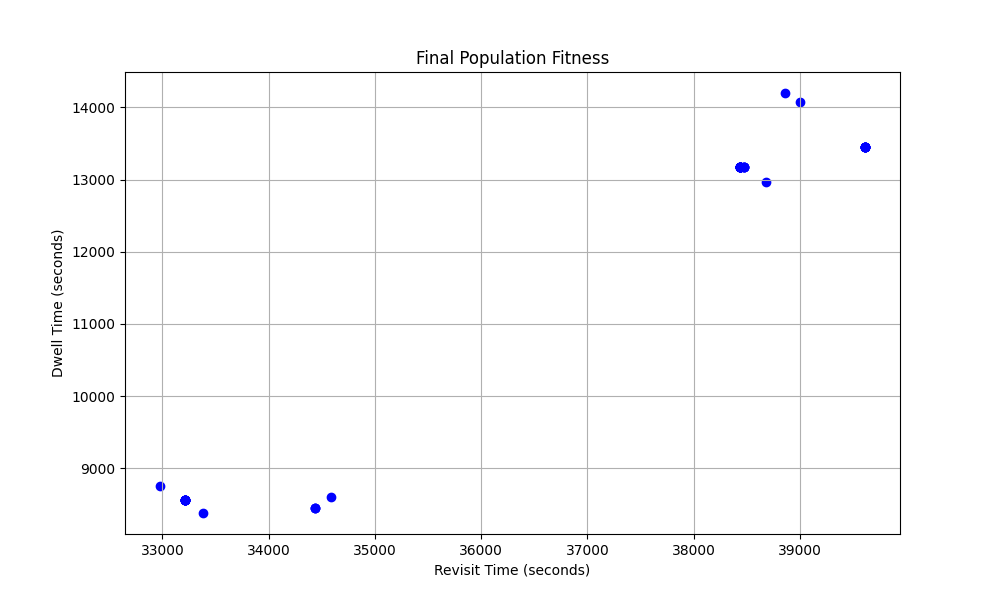 Final Population Fitness
14000
13000
12000
11000
10000
9000
Dwell Time (seconds)
33000 34000 35000 36000 37000 38000 39000
Revisit Time (seconds)